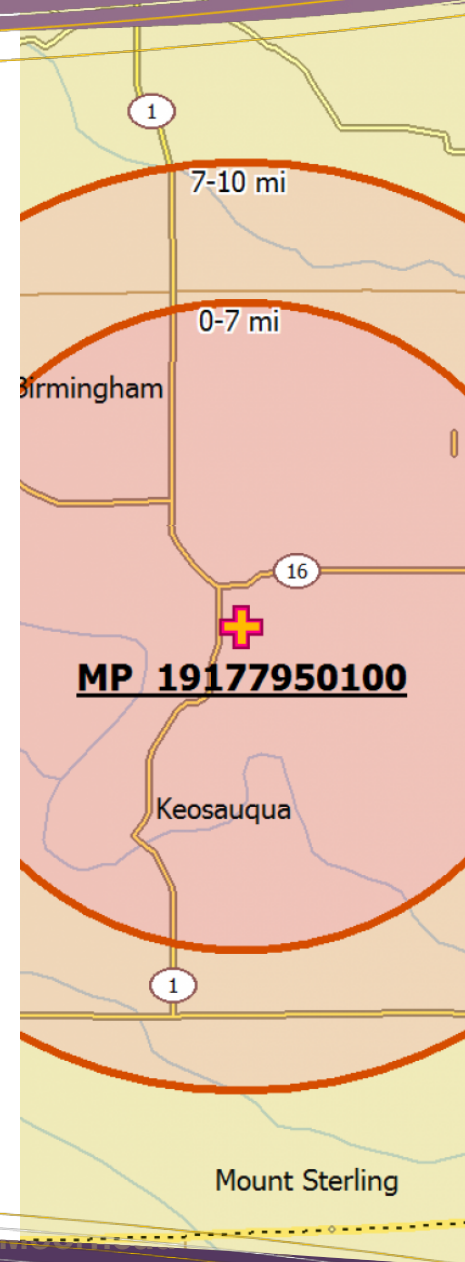 1
7-10 mi
0-7 mi
Birmingham
16
MP 19177950100
Keosauqua
1
Mount Sterling